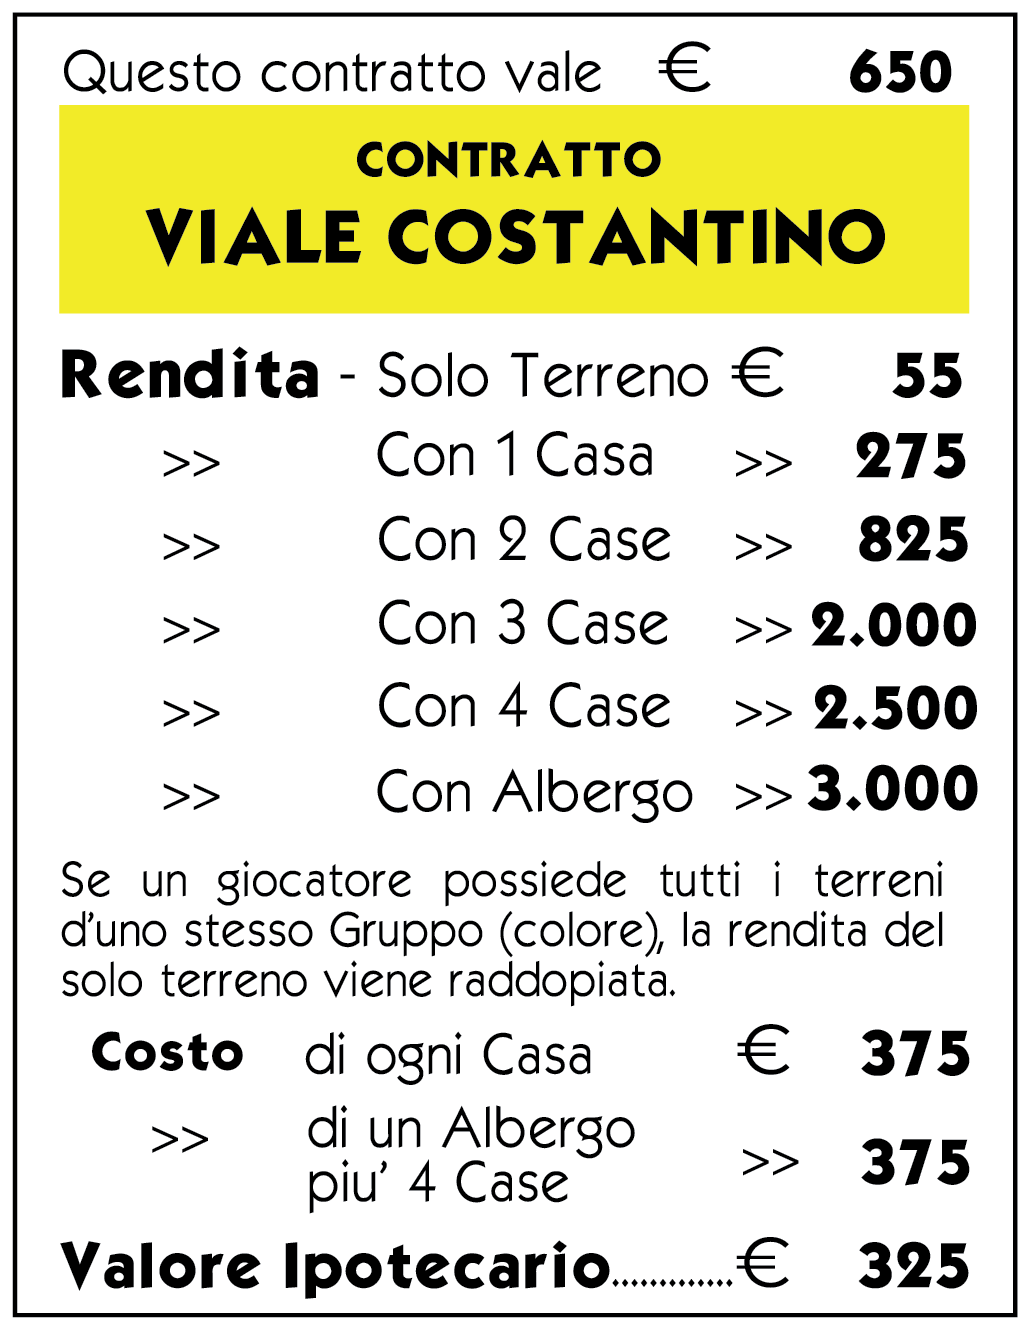 Questo contratto vale € 650
CONTRATTO
VIALE COSTANTINO
Rendita - Solo Terreno € 55
>> Con 1 Casa >> 275
>> Con 2 Case >> 825
>> Con 3 Case >> 2.000
>> Con 4 Case >> 2.500
>> Con Albergo >> 3.000
Se un giocatore possiede tutti i terreni
d'uno stesso Gruppo (colore), la rendita del
solo terreno viene raddopiata.
Costo di ogni Casa € 375
>> di un Albergo
piu' 4 Case >> 375
Valore Ipotecario.............€ 325